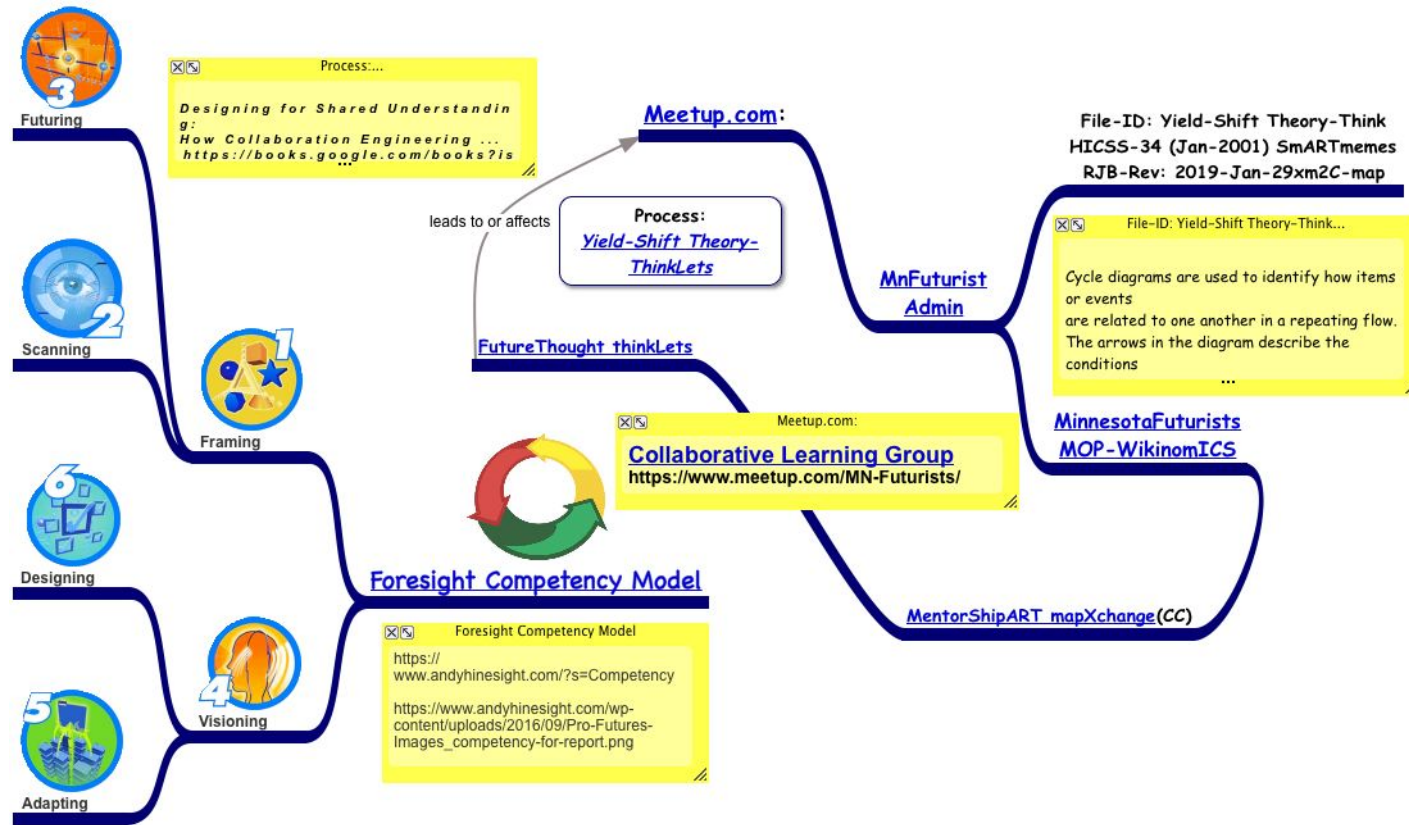 3
Futuring
2
Scanning
1
Framing
6
Designing
5
Adapting
4
Visioning
Process:...
Designing for Shared Understandin
g:
How Collaboration Engineering ...
https://books.google.com/books?is
...
leads to or affects
Meetup.com:
Process:
Yield-Shift Theory-
ThinkLets
FutureThought thinkLets
MnFuturist
Admin
File-ID: Yield-Shift Theory-Think
HICSS-34 (Jan-2001) SmARTmemes
RJB-Rev: 2019-Jan-29xm2C-map
File-ID: Yield-Shift Theory-Think...
Cycle diagrams are used to identify how items
or events
are related to one another in a repeating flow.
The arrows in the diagram describe the
conditions
...
MinnesotaFuturists
MOP-WikinomICS
Meetup.com:
Collaborative Learning Group
https://www.meetup.com/MN-Futurists/
MentorShipART mapXchange(CC)
Foresight Competency Model
Foresight Competency Model
https://
www.andyhinesight.com/?s=Competency
https://www.andyhinesight.com/wp-
content/uploads/2016/09/Pro-Futures-
Images_competency-for-report.png